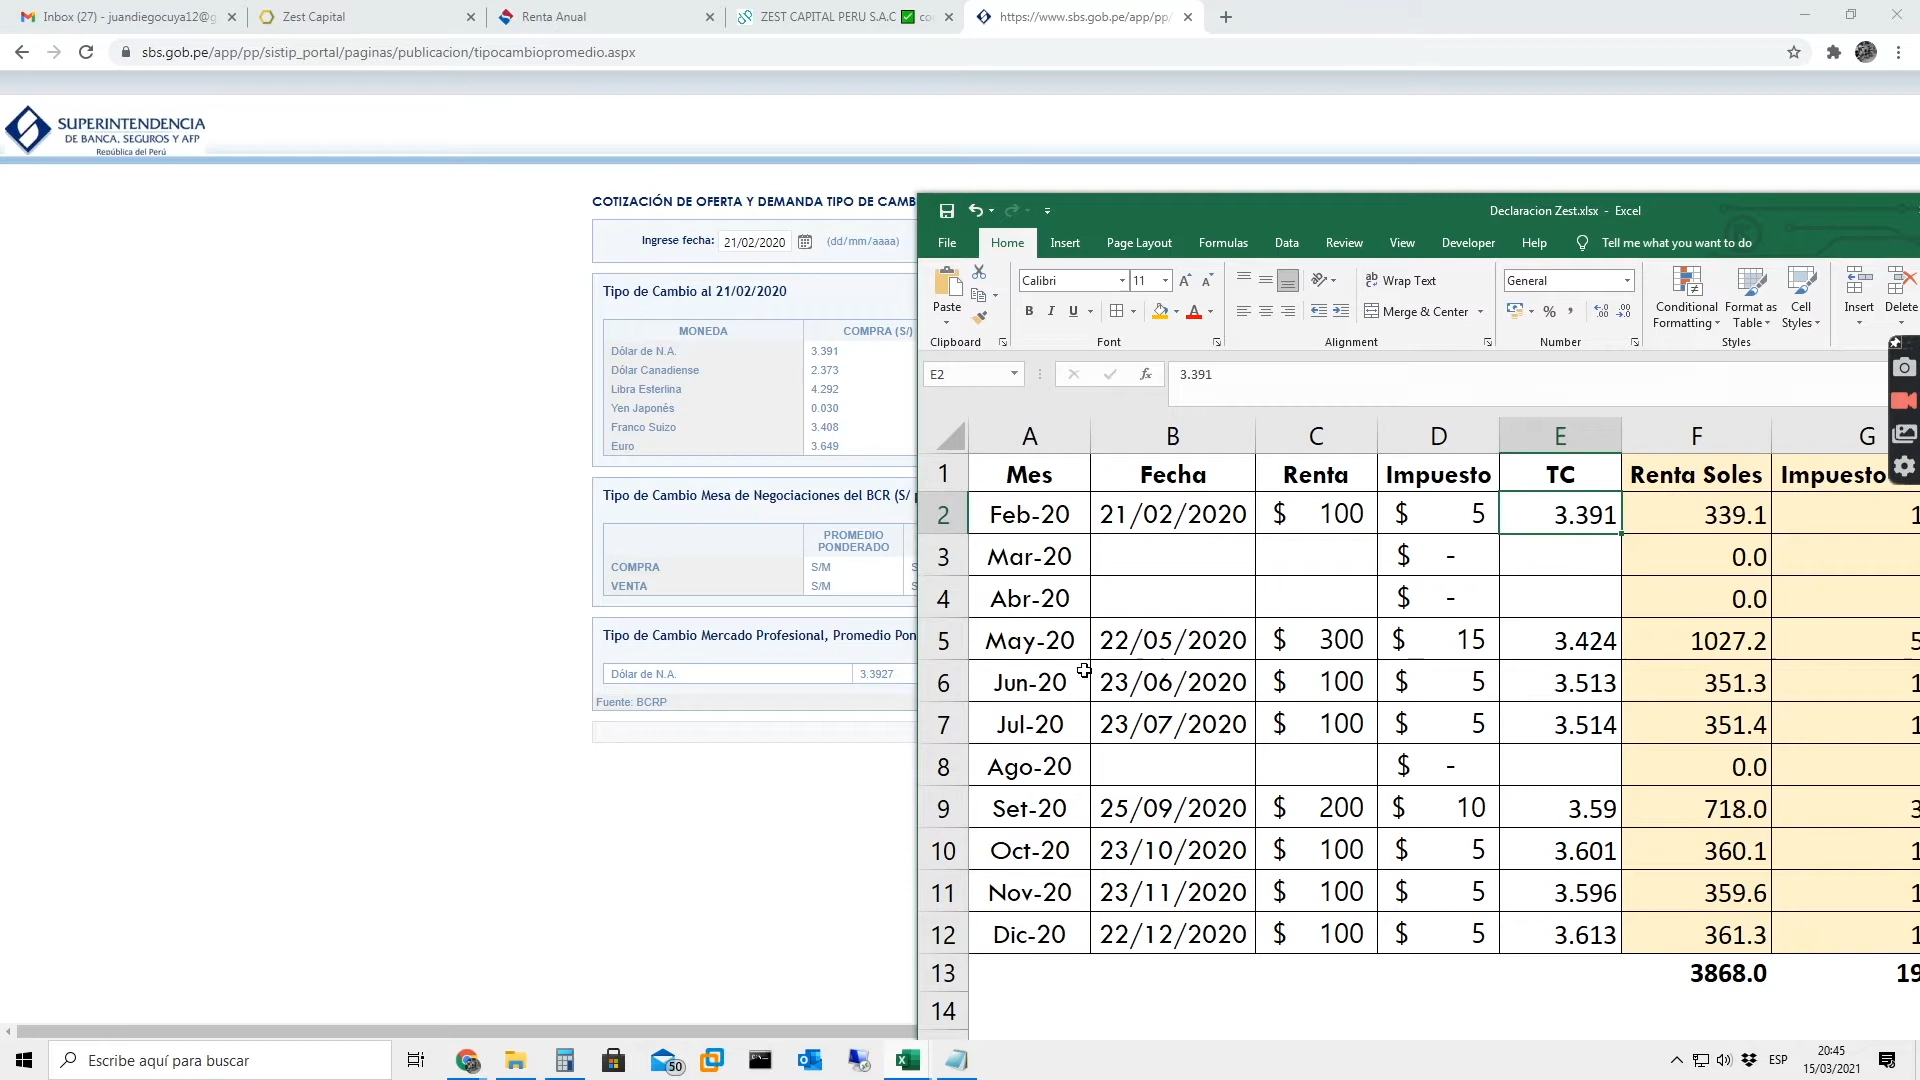 Inbox (27) - juandiegocuya12@g
Zest Capital
Renta Anual
ZEST CAPITAL PERU S.A.C ✅ co
https://www.sbs.gob.pe/app/pp/
sbs.gob.pe/app/pp/sistip_portal/paginas/publicacion/tipocambiopromedio.aspx
SUPERINTENDENCIA
DE BANCA, SEGUROS Y AFP
República del Perú
COTIZACIÓN DE OFERTA Y DEMANDA TIPO DE CAMB
Ingrese fecha: 21/02/2020 (dd/mm/aaaa)
Tipo de Cambio al 21/02/2020
MONEDA COMPRA (S/)
Dólar de N.A. 3.391
Dólar Canadiense 2.373
Libra Esterlina 4.292
Yen Japonés 0.030
Franco Suizo 3.408
Euro 3.649
Tipo de Cambio Mesa de Negociaciones del BCR (S/
PROMEDIO
PONDERADO
COMPRA S/M S
VENTA S/M S
Tipo de Cambio Mercado Profesional, Promedio Pon
Dólar de N.A. 3.3927
Fuente: BCRP
Declaracion Zest.xlsx - Excel
File Home Insert Page Layout Formulas Data Review View Developer Help Tell me what you want to do
Calibri 11 Wrap Text General
Paste B I U Merge & Center % Conditional Formatting Format as Table Cell Styles Insert Delete
Clipboard Font Alignment Number Styles
E2 fx 3.391
A B C D E F G
1 Mes Fecha Renta Impuesto TC Renta Soles Impuesto
2 Feb-20 21/02/2020 $ 100 $ 5 3.391 339.1 1
3 Mar-20 $ - 0.0
4 Abr-20 $ - 0.0
5 May-20 22/05/2020 $ 300 $ 15 3.424 1027.2 5
6 Jun-20 23/06/2020 $ 100 $ 5 3.513 351.3 1
7 Jul-20 23/07/2020 $ 100 $ 5 3.514 351.4 1
8 Ago-20 $ - 0.0
9 Set-20 25/09/2020 $ 200 $ 10 3.59 718.0 3
10 Oct-20 23/10/2020 $ 100 $ 5 3.601 360.1 1
11 Nov-20 23/11/2020 $ 100 $ 5 3.596 359.6 1
12 Dic-20 22/12/2020 $ 100 $ 5 3.613 361.3 1
13 3868.0 19
14
Escribe aquí para buscar
50
ESP
20:45
15/03/2021